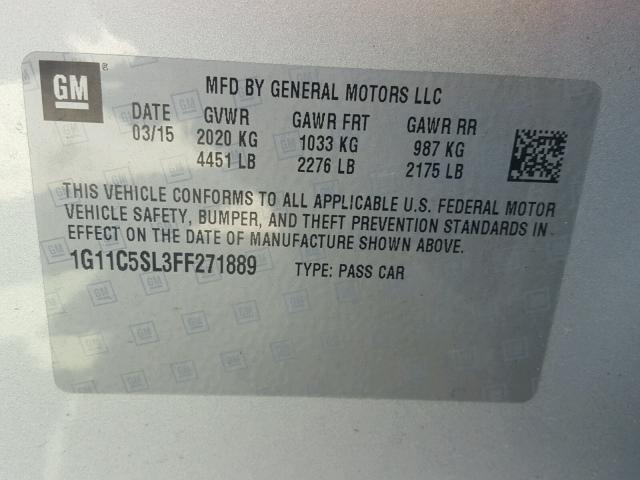 GM ®
MFD BY GENERAL MOTORS LLC
DATE GVWR GAWR FRT GAWR RR
03/15 2020 KG 1033 KG 987 KG
4451 LB 2276 LB 2175 LB
THIS VEHICLE CONFORMS TO ALL APPLICABLE U.S. FEDERAL MOTOR
VEHICLE SAFETY, BUMPER, AND THEFT PREVENTION STANDARDS IN
EFFECT ON THE DATE OF MANUFACTURE SHOWN ABOVE.
1G11C5SL3FF271889 TYPE: PASS CAR